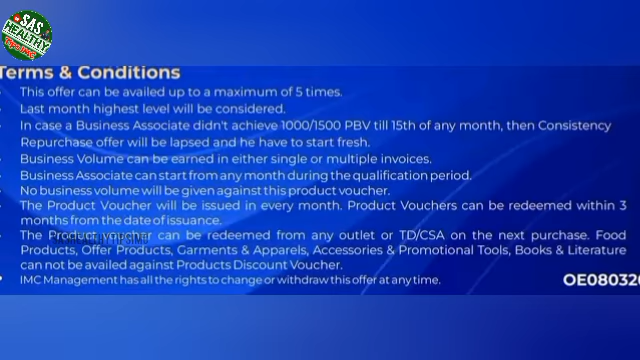 SAS
HEALTHY
Tips IMC
Terms & Conditions
This offer can be availed up to a maximum of 5 times.
Last month highest level will be considered.
In case a Business Associate didn't achieve 1000/1500 PBV till 15th of any month, then Consistency
Repurchase offer will be lapsed and he have to start fresh.
Business Volume can be earned in either single or multiple invoices.
Business Associate can start from any month during the qualification period.
No business volume will be given against this product voucher.
The Product Voucher will be issued in every month. Product Vouchers can be redeemed within 3
months from the date of issuance.
The Product voucher can be redeemed from any outlet or TD/CSA on the next purchase. Food
Products, Offer Products, Garments & Apparels, Accessories & Promotional Tools, Books & Literature
can not be availed against Products Discount Voucher.
IMC Management has all the rights to change or withdraw this offer at any time.
OE080320